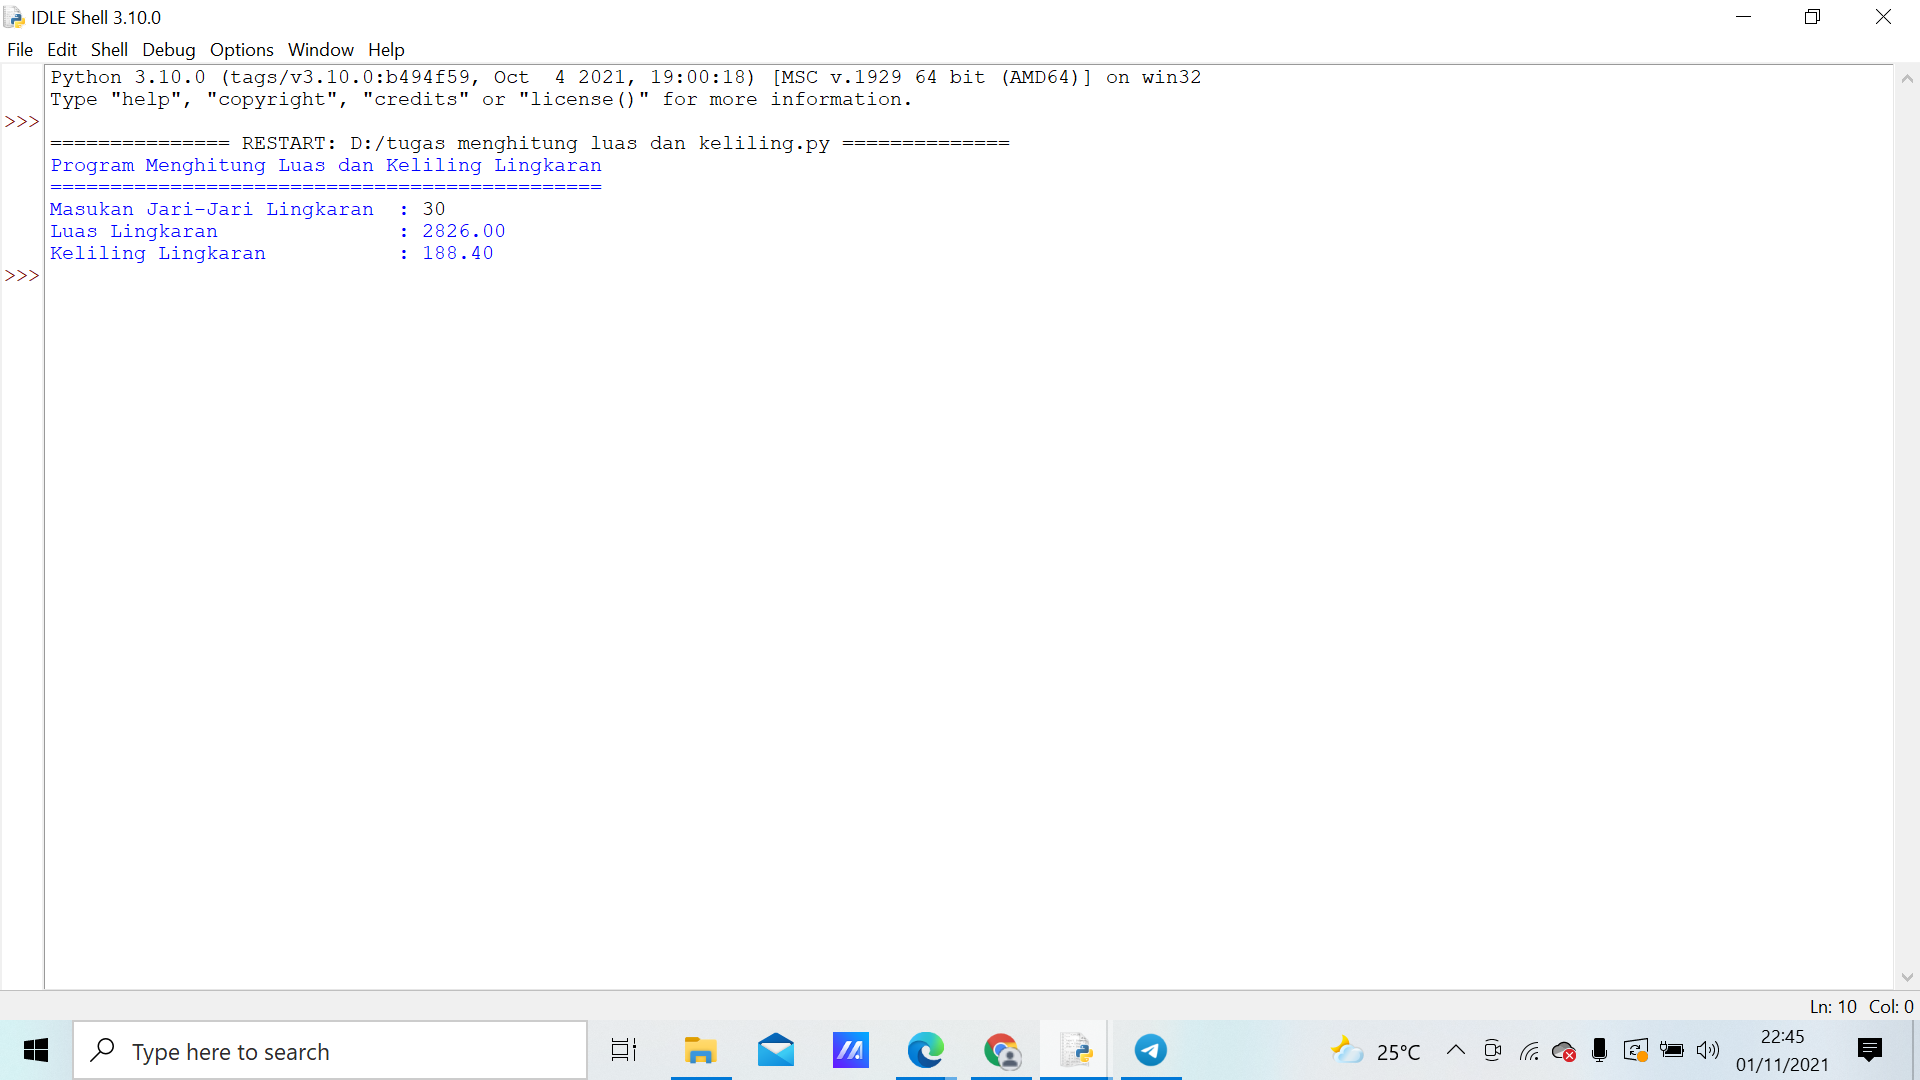 IDLE Shell 3.10.0
File Edit Shell Debug Options Window Help
Python 3.10.0 (tags/v3.10.0:b494f59, Oct  4 2021, 19:00:18) [MSC v.1929 64 bit (AMD64)] on win32
Type "help", "copyright", "credits" or "license()" for more information.
>>>
=============== RESTART: D:/tugas menghitung luas dan keliling.py ==============
Program Menghitung Luas dan Keliling Lingkaran
==============================================
Masukan Jari-Jari Lingkaran  : 30
Luas Lingkaran               : 2826.00
Keliling Lingkaran           : 188.40
>>>
Ln: 10 Col: 0
Type here to search
25°C
22:45
01/11/2021